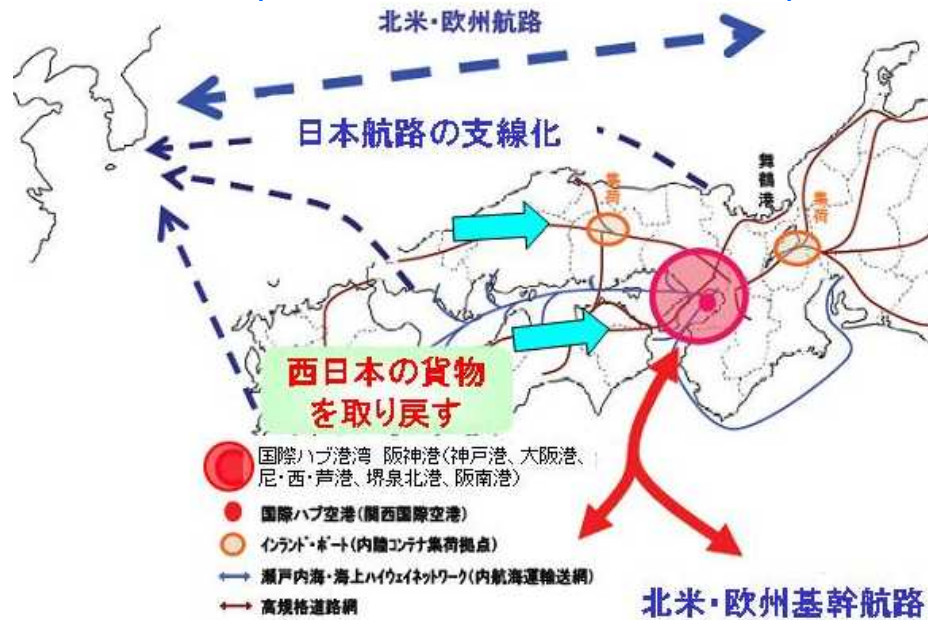 北米・欧州航路
日本航路の支線化
舞鶴港
集荷
集荷
西日本の貨物
を取り戻す
国際ハブ港湾 阪神港(神戸港、大阪港、
尼・西・芦港、堺泉北港、阪南港)
国際ハブ空港(関西国際空港)
インランド・ポート(内陸コンテナ集荷拠点)
瀬戸内海・海上ハイウェイネットワーク(内航海運輸送網)
高規格道路網
北米・欧州基幹航路